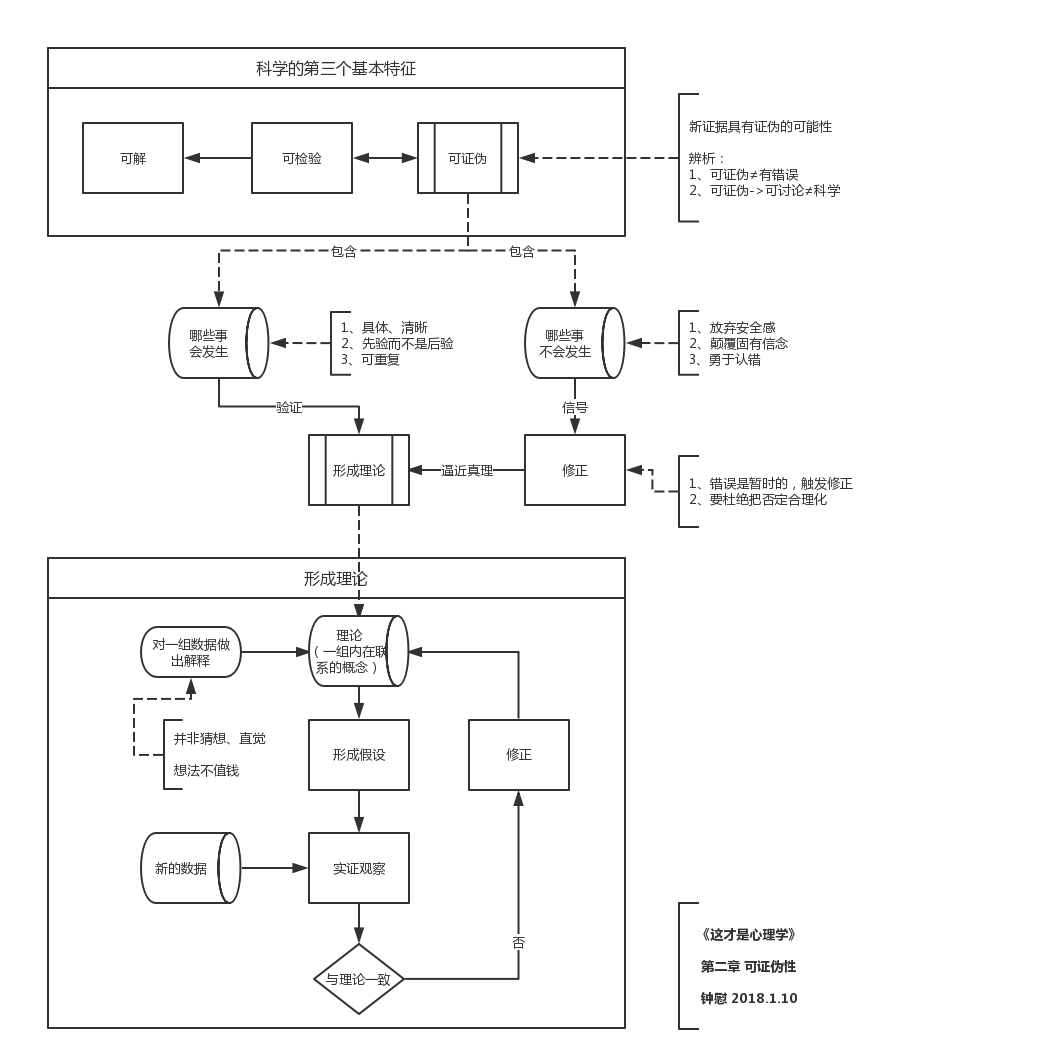 科学的第三个基本特征
可解
可检验
可证伪
新证据具有证伪的可能性
辨析：
1、可证伪≠有错误
2、可证伪->可讨论≠科学
包含
包含
哪些事
会发生
1、具体、清晰
2、先验而不是后验
3、可重复
哪些事
不会发生
1、放弃安全感
2、颠覆固有信念
3、勇于认错
验证
信号
形成理论
逼近真理
修正
1、错误是暂时的，触发修正
2、要杜绝把否定合理化
形成理论
对一组数据做
出解释
理论
（一组内在联
系的概念）
并非猜想、直觉
想法不值钱
形成假设
修正
新的数据
实证观察
否
与理论一致
《这才是心理学》
第二章 可证伪性
钟慰 2018.1.10